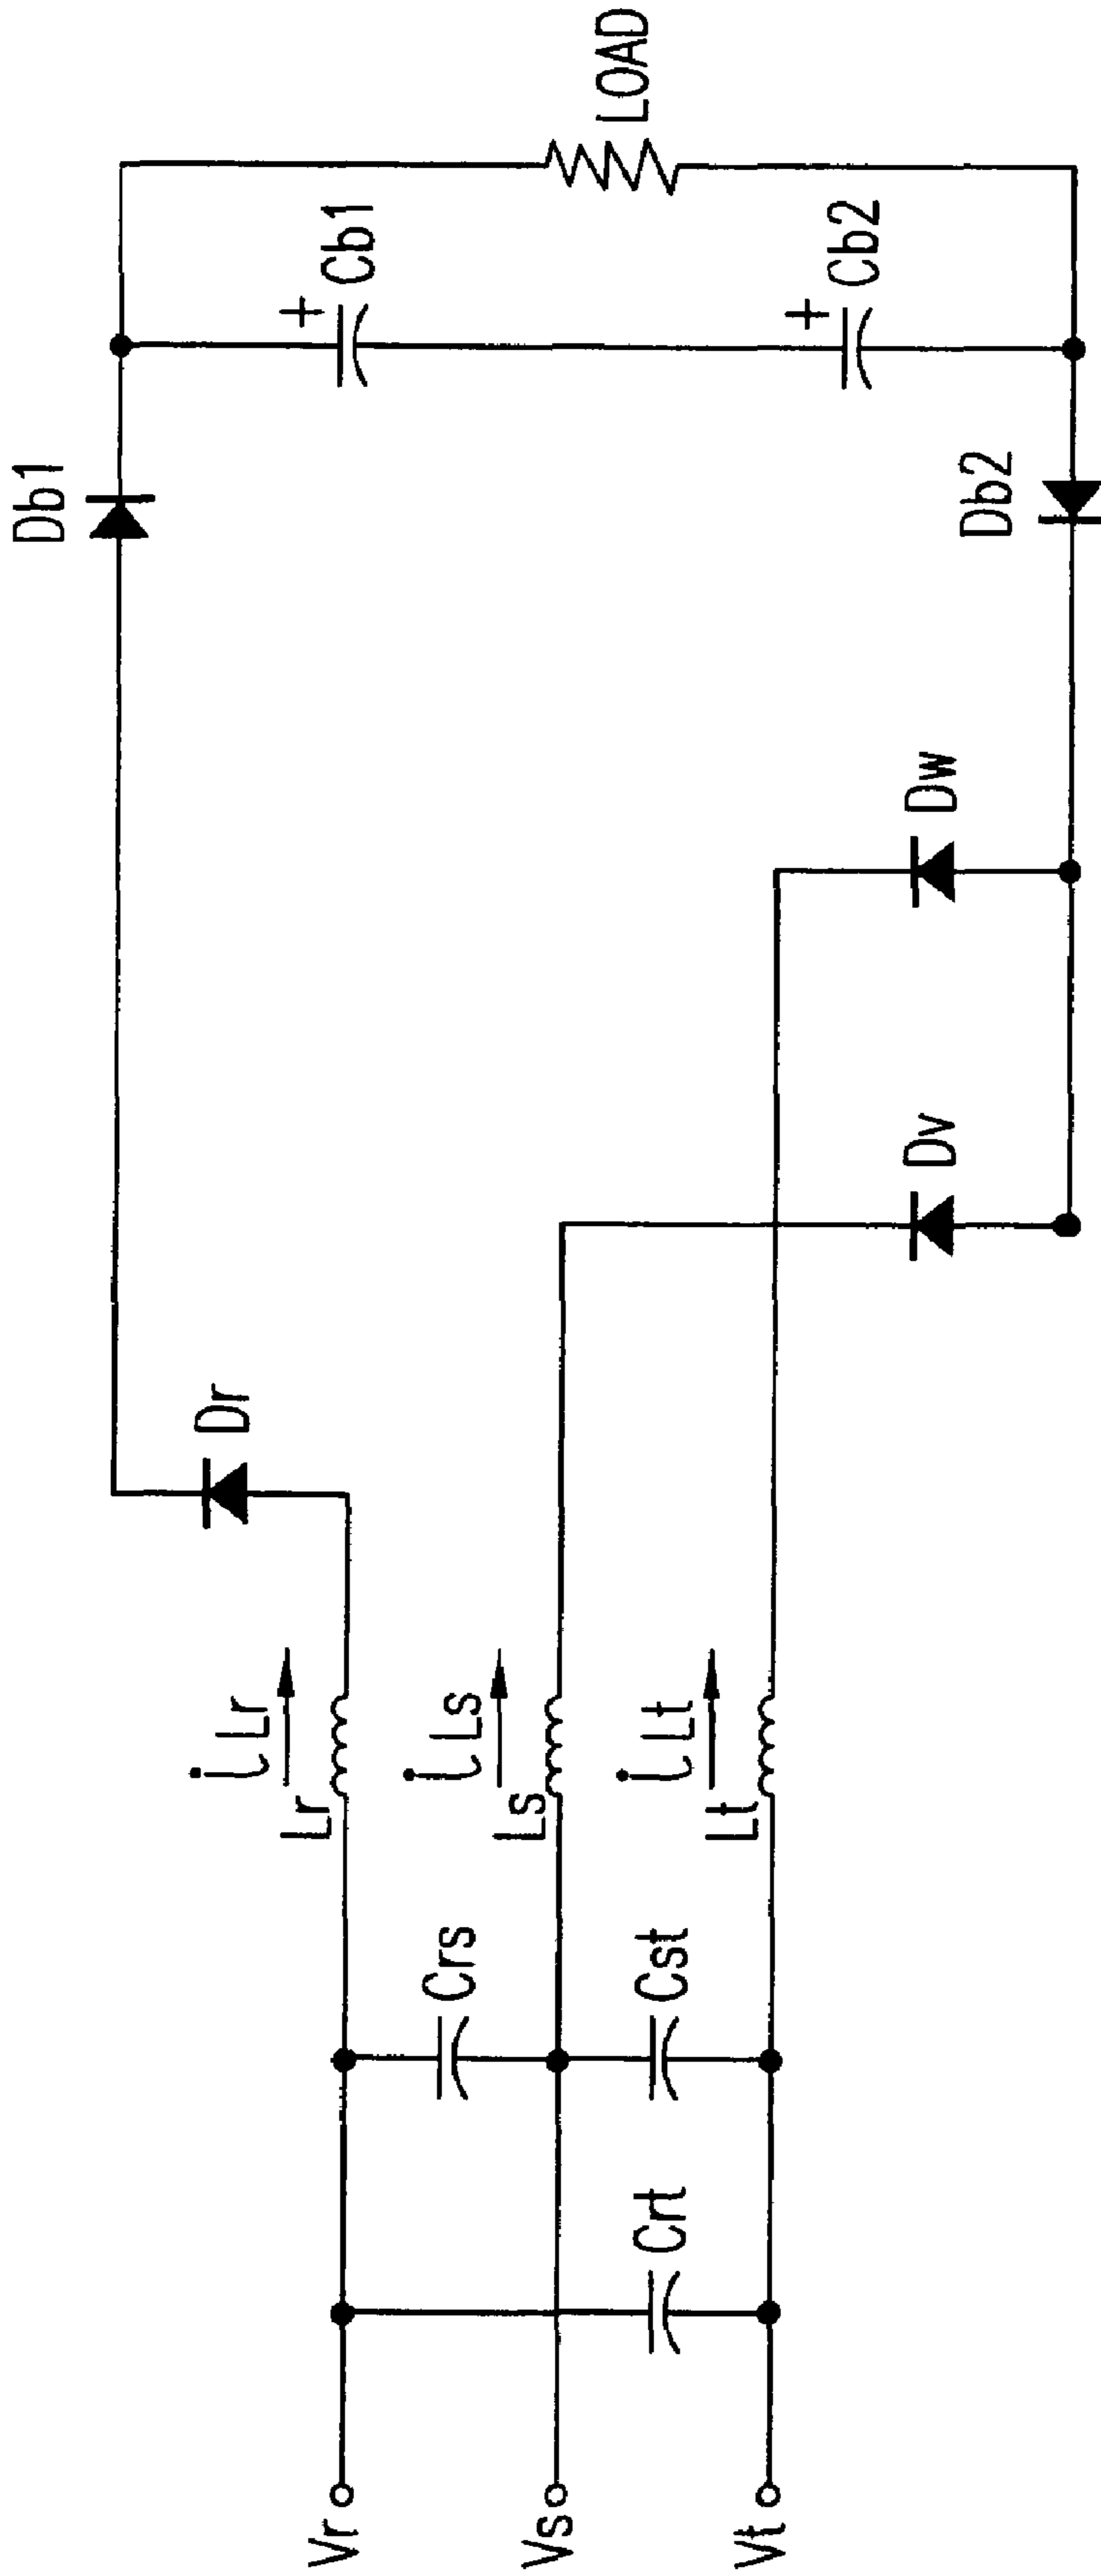 Vr
Vs
Vt
Crt
Crs
Cst
Lr
iLr
Ls
iLs
Lt
iLt
Dr
Dv
Dw
Db1
Db2
+
Cb1
+
Cb2
LOAD